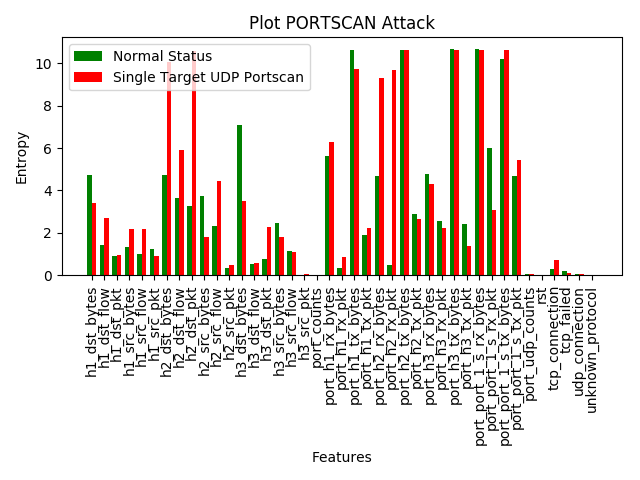 Plot PORTSCAN Attack
Normal Status
Single Target UDP Portscan
Entropy
10
8
6
4
2
0
h1_dst_bytes
h1_dst_flow
h1_dst_pkt
h1_src_bytes
h1_src_flow
h1_src_pkt
h2_dst_bytes
h2_dst_flow
h2_dst_pkt
h2_src_bytes
h2_src_flow
h2_src_pkt
h3_dst_bytes
h3_dst_flow
h3_dst_pkt
h3_src_bytes
h3_src_flow
h3_src_pkt
port_counts
port_h1_rx_bytes
port_h1_rx_pkt
port_h1_tx_bytes
port_h1_tx_pkt
port_h2_rx_bytes
port_h2_rx_pkt
port_h2_tx_bytes
port_h2_tx_pkt
port_h3_rx_bytes
port_h3_rx_pkt
port_h3_tx_bytes
port_h3_tx_pkt
port_port_1_s_rx_bytes
port_port_1_s_rx_pkt
port_port_1_s_tx_bytes
port_port_1_s_tx_pkt
port_udp_counts
rst
tcp_connection
tcp_failed
udp_connection
unknown_protocol
Features